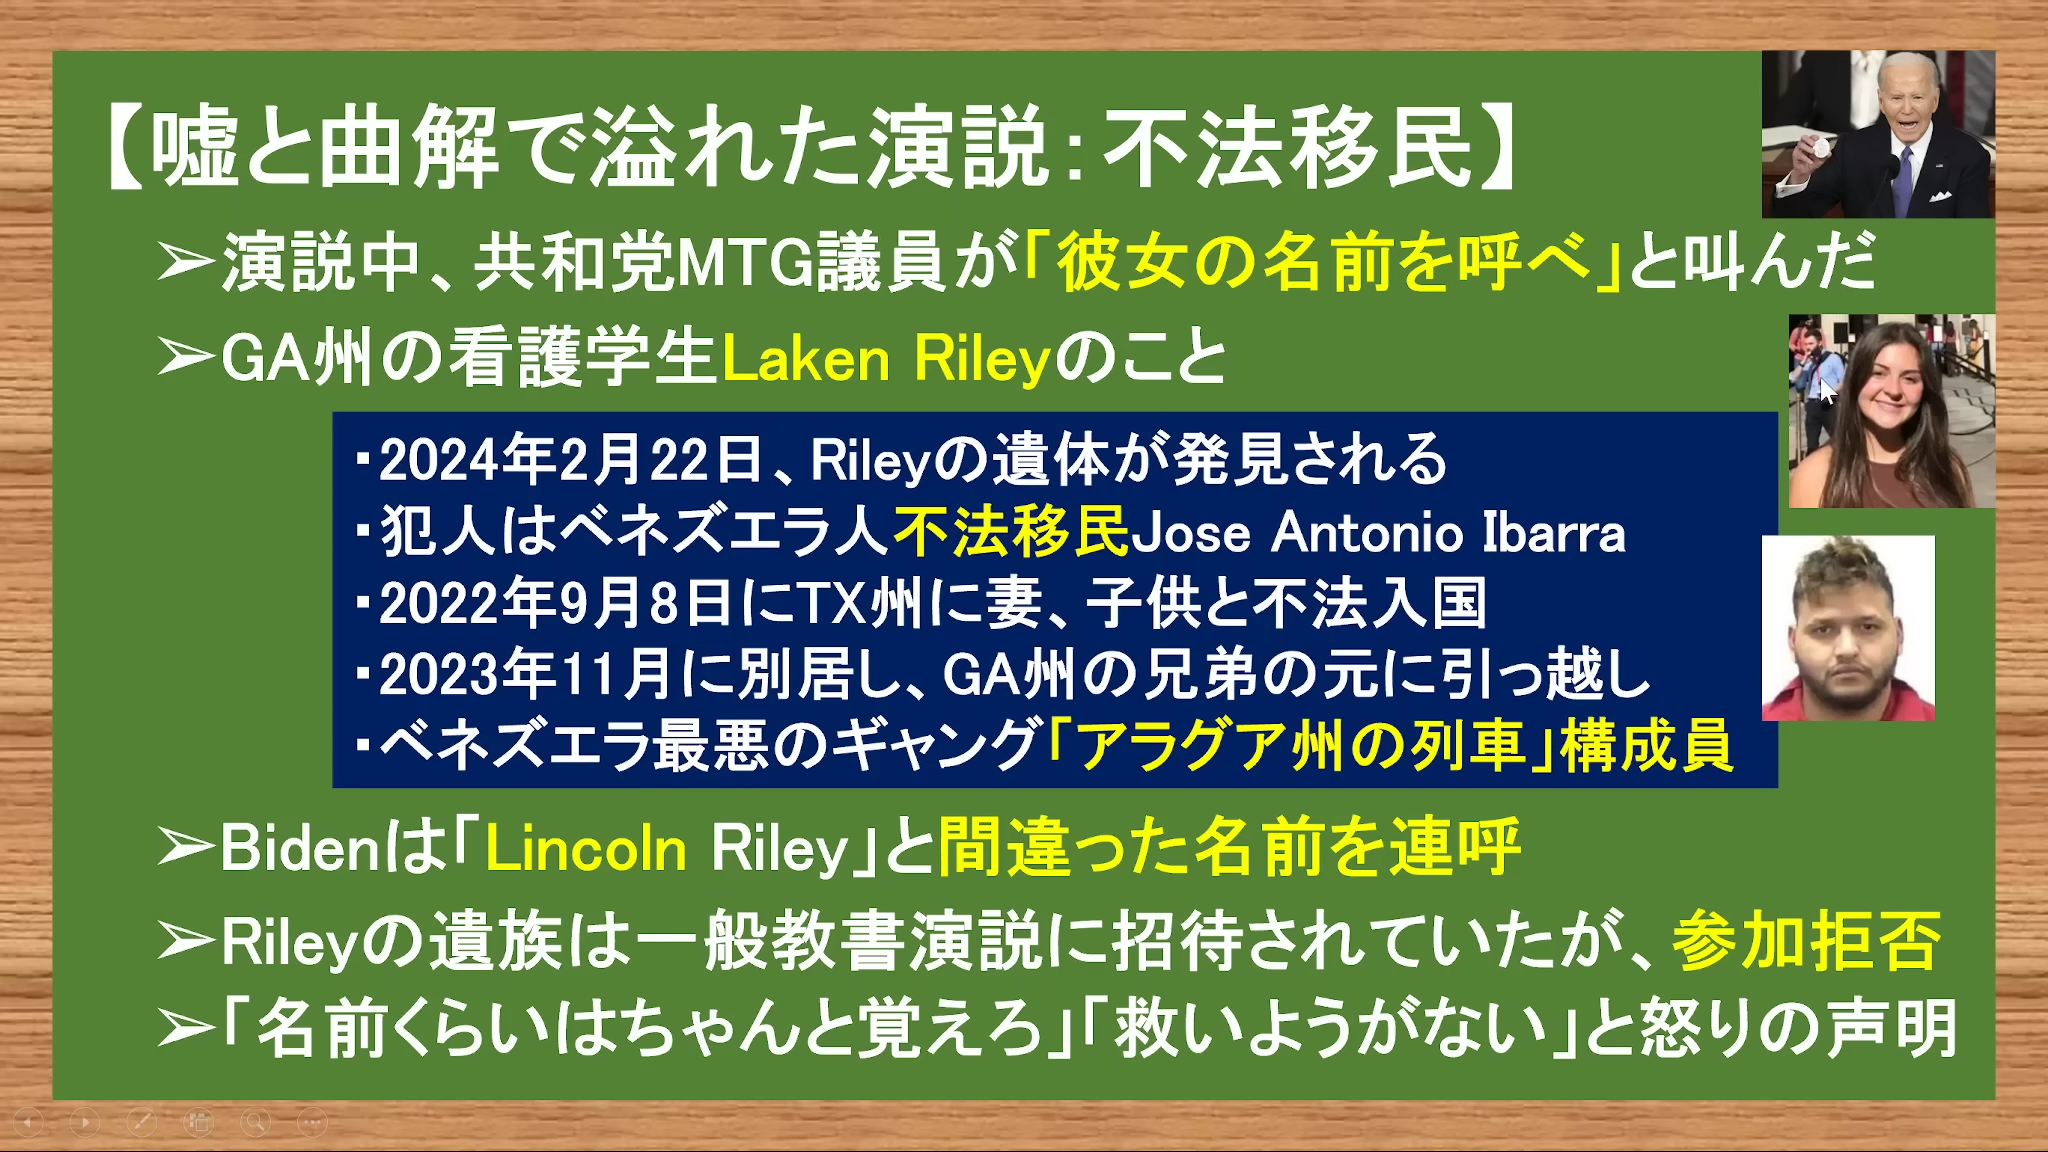 【嘘と曲解で溢れた演説：不法移民】
➢演説中、共和党MTG議員が「彼女の名前を呼べ」と叫んだ
➢GA州の看護学生Laken Rileyのこと
・2024年2月22日、Rileyの遺体が発見される
・犯人はベネズエラ人不法移民Jose Antonio Ibarra
・2022年9月8日にTX州に妻、子供と不法入国
・2023年11月に別居し、GA州の兄弟の元に引っ越し
・ベネズエラ最悪のギャング「アラグア州の列車」構成員
➢Bidenは「Lincoln Riley」と間違った名前を連呼
➢Rileyの遺族は一般教書演説に招待されていたが、参加拒否
➢「名前くらいはちゃんと覚えろ」「救いようがない」と怒りの声明